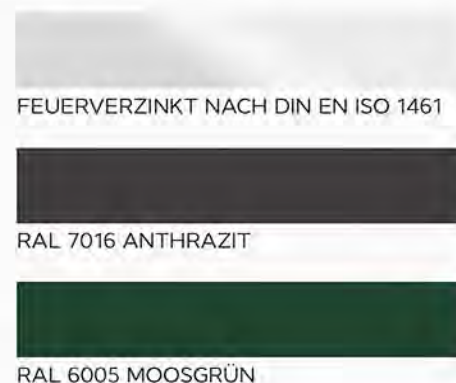 FEUERVERZINKT NACH DIN EN ISO 1461
RAL 7016 ANTHRAZIT
RAL 6005 MOOSGRÜN